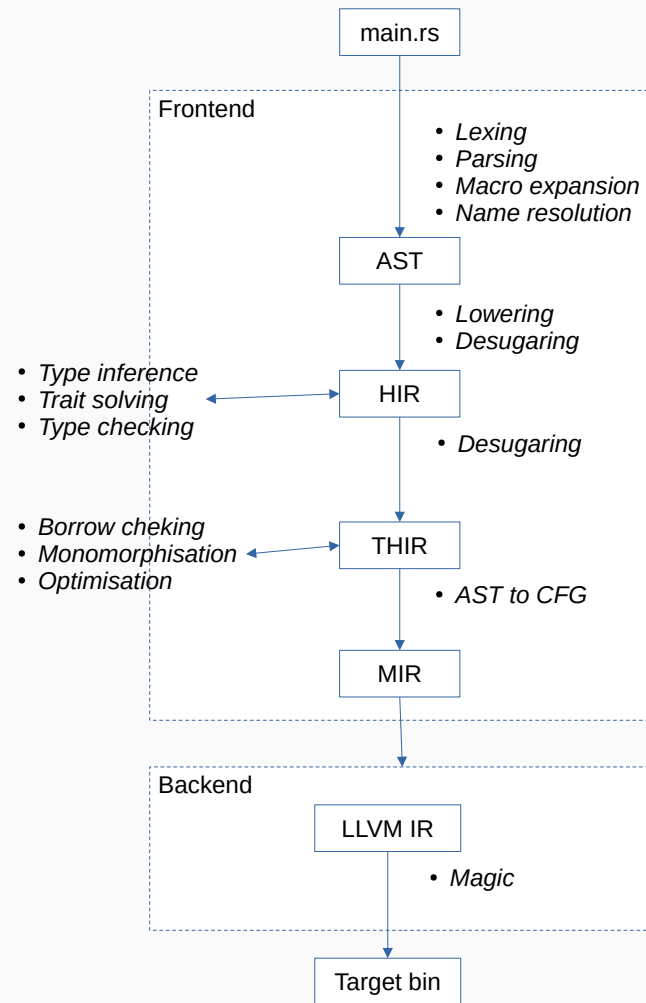 main.rs
Frontend
• Lexing
• Parsing
• Macro expansion
• Name resolution
AST
• Lowering
• Desugaring
• Type inference
• Trait solving
• Type checking
HIR
• Desugaring
• Borrow cheking
• Monomorphisation
• Optimisation
THIR
• AST to CFG
MIR
Backend
LLVM IR
• Magic
Target bin